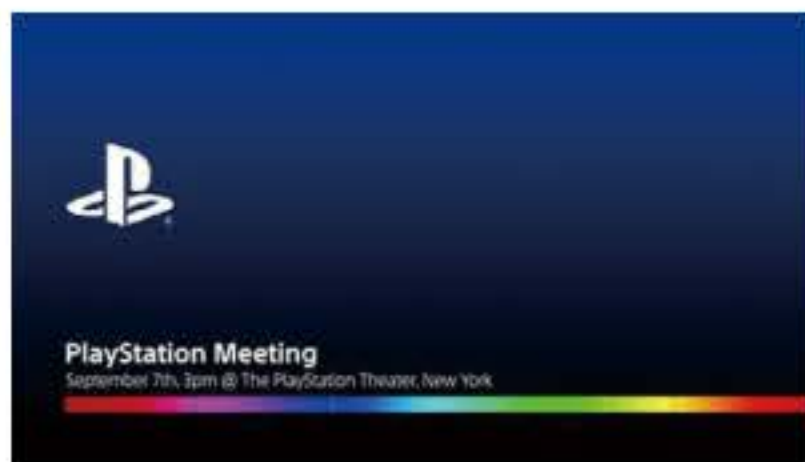 PlayStation Meeting
September 7th, 3pm @ The PlayStation Theater, New York